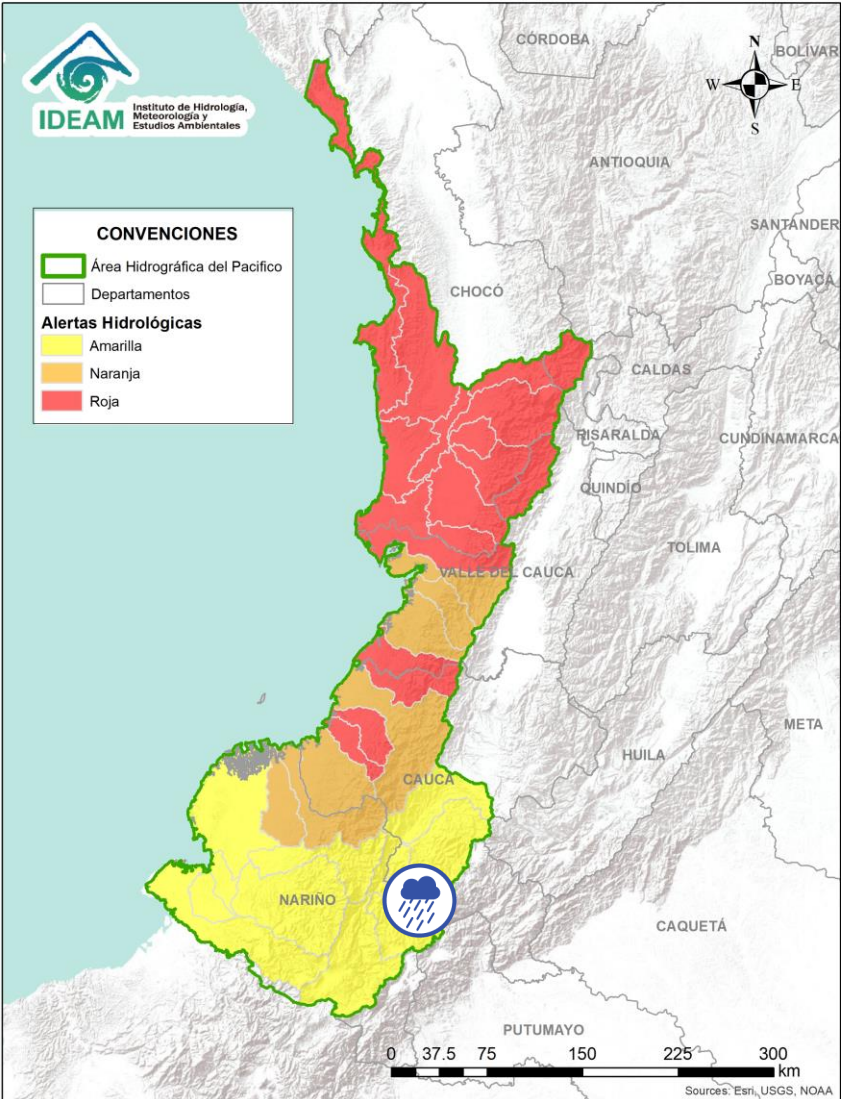 IDEAM
Instituto de Hidrología,
Meteorología y
Estudios Ambientales
CONVENCIONES
Área Hidrográfica del Pacifico
Departamentos
Alertas Hidrológicas
Amarilla
Naranja
Roja
N
W
E
S
CÓRDOBA
BOLÍVAR
ANTIOQUIA
SANTANDER
BOYACÁ
CHOCÓ
CALDAS
RISARALDA
CUNDINAMARCA
QUINDÍO
TOLIMA
VALLE DEL CAUCA
META
HUILA
CAUCA
NARIÑO
CAQUETÁ
PUTUMAYO
0 37.5 75 150 225 300
km
Sources: Esri, USGS, NOAA